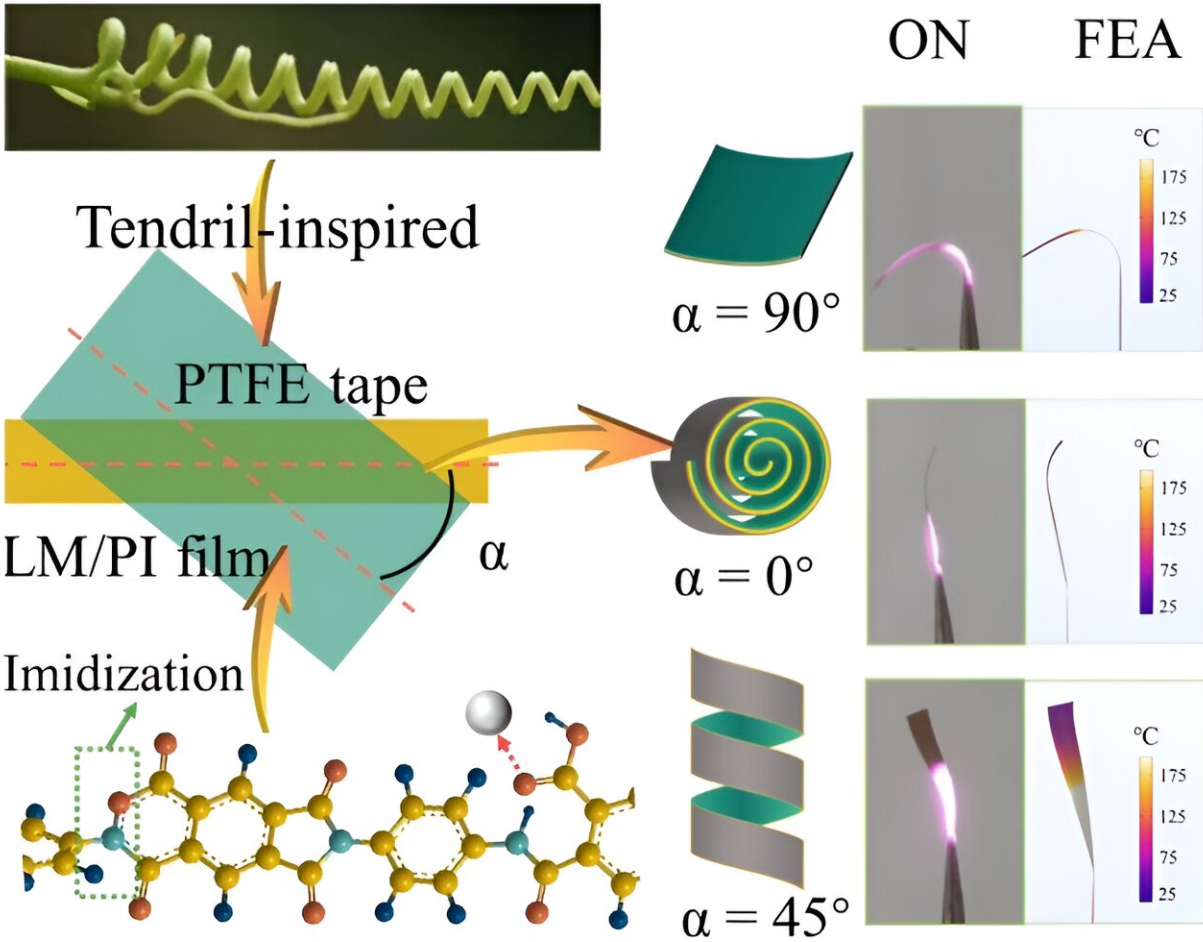 ON
FEA
Tendril-inspired
PTFE tape
LM/PI film
α
Imidization
α = 90°
α = 0°
α = 45°
°C
175
125
75
25
°C
175
125
75
25
°C
175
125
75
25